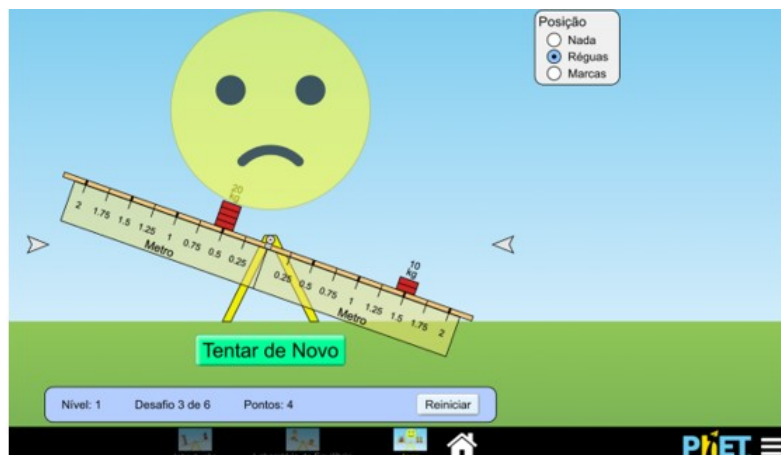 Posição
Nada
Réguas
Marcas
20
kg
2 1.75 1.5 1.25 1 0.75 0.5 0.25
Metro
10
kg
0.25 0.5 0.75 1 1.25 1.5 1.75 2
Metro
Tentar de Novo
Nível: 1 Desafio 3 de 6 Pontos: 4 Reiniciar
PhET